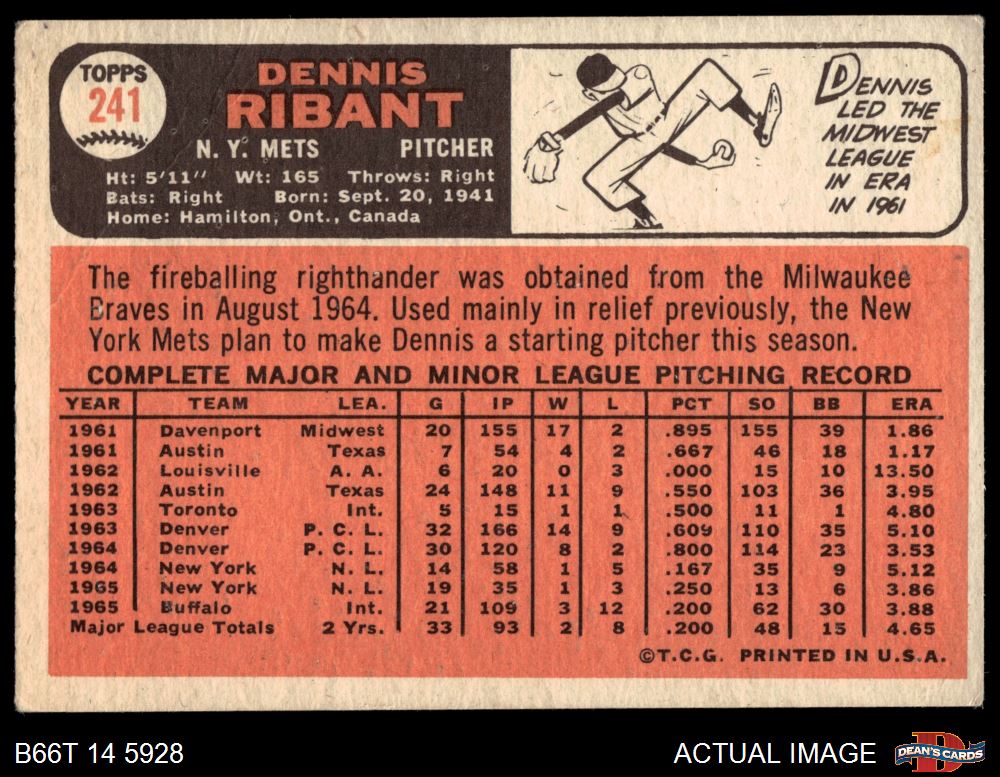 TOPPS
241
DENNIS
RIBANT
N. Y. METS PITCHER
Ht: 5'11" Wt: 165 Throws: Right
Bats: Right Born: Sept. 20, 1941
Home: Hamilton, Ont., Canada
DENNIS
LED THE
MIDWEST
LEAGUE
IN ERA
IN 1961
The fireballing righthander was obtained from the Milwaukee
Braves in August 1964. Used mainly in relief previously, the New
York Mets plan to make Dennis a starting pitcher this season.
COMPLETE MAJOR AND MINOR LEAGUE PITCHING RECORD
YEAR TEAM LEA. G IP W L PCT SO BB ERA
1961 Davenport Midwest 20 155 17 2 .895 155 39 1.86
1961 Austin Texas 7 54 4 2 .667 46 18 1.17
1962 Louisville A. A. 6 20 0 3 .000 15 10 13.50
1962 Austin Texas 24 148 11 9 .550 103 36 3.95
1963 Toronto Int. 5 15 1 1 .500 11 1 4.80
1963 Denver P. C. L. 32 166 14 9 .609 110 35 5.10
1964 Denver P. C. L. 30 120 8 2 .800 114 23 3.53
1964 New York N. L. 14 58 1 5 .167 35 9 5.12
1965 New York N. L. 19 35 1 3 .250 13 6 3.86
1965 Buffalo Int. 21 109 3 12 .200 62 30 3.88
Major League Totals 2 Yrs. 33 93 2 8 .200 48 15 4.65
©T.C.G. PRINTED IN U.S.A.
B66T 14 5928
ACTUAL IMAGE
DEAN'S CARDS